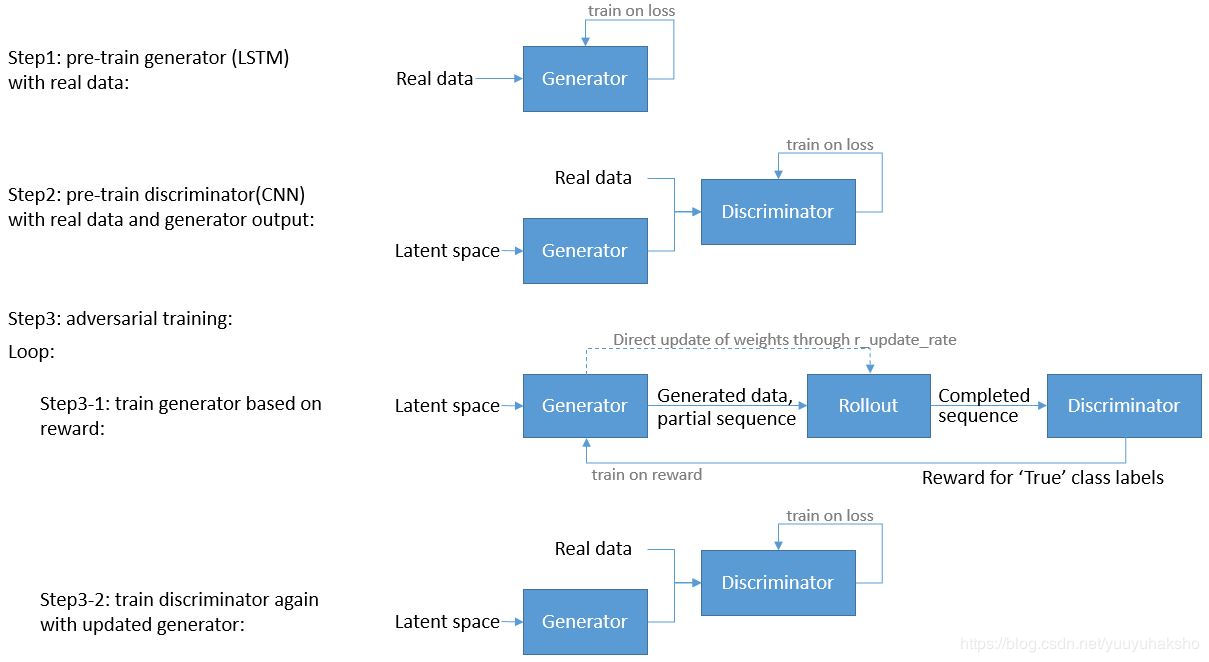 train on loss
Step1: pre-train generator (LSTM)
with real data:
Real data
Generator
train on loss
Step2: pre-train discriminator(CNN)
with real data and generator output:
Real data
Discriminator
Latent space
Generator
Step3: adversarial training:
Loop:
Direct update of weights through r_update_rate
Step3-1: train generator based on
reward:
Latent space
Generator
Generated data,
partial sequence
Rollout
Completed
sequence
Discriminator
train on reward
Reward for ‘True’ class labels
train on loss
Real data
Discriminator
Step3-2: train discriminator again
with updated generator:
Latent space
Generator
https://blog.csdn.net/yuuyuhaksho